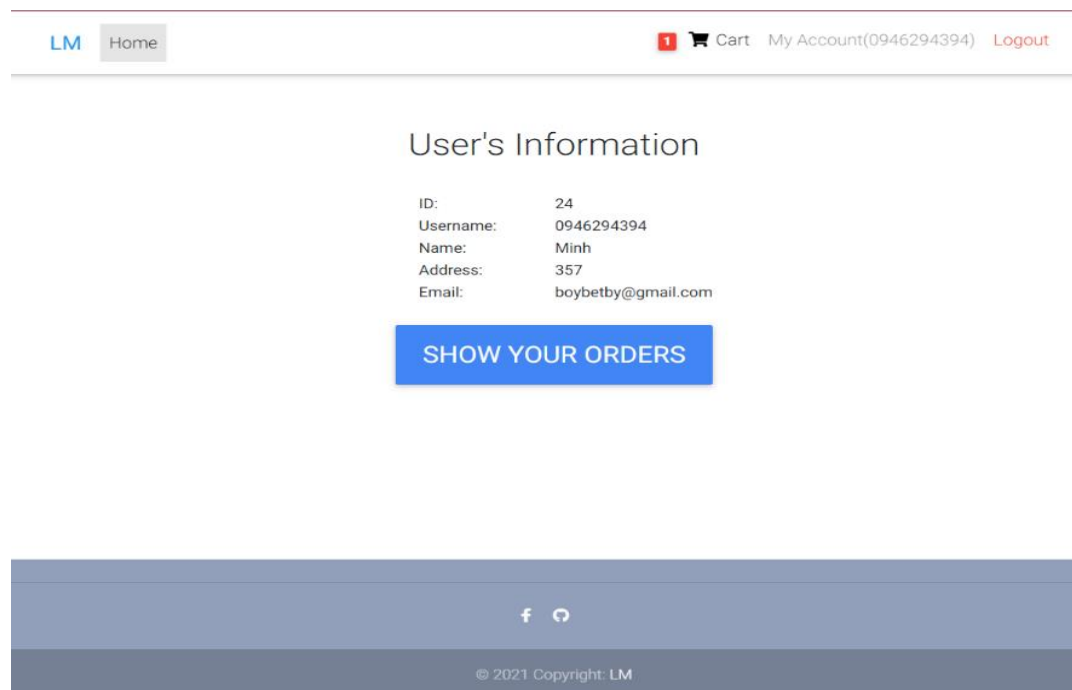 LM Home 1 Cart My Account(0946294394) Logout
User's Information
ID: 24
Username: 0946294394
Name: Minh
Address: 357
Email: boybetby@gmail.com
SHOW YOUR ORDERS
© 2021 Copyright: LM